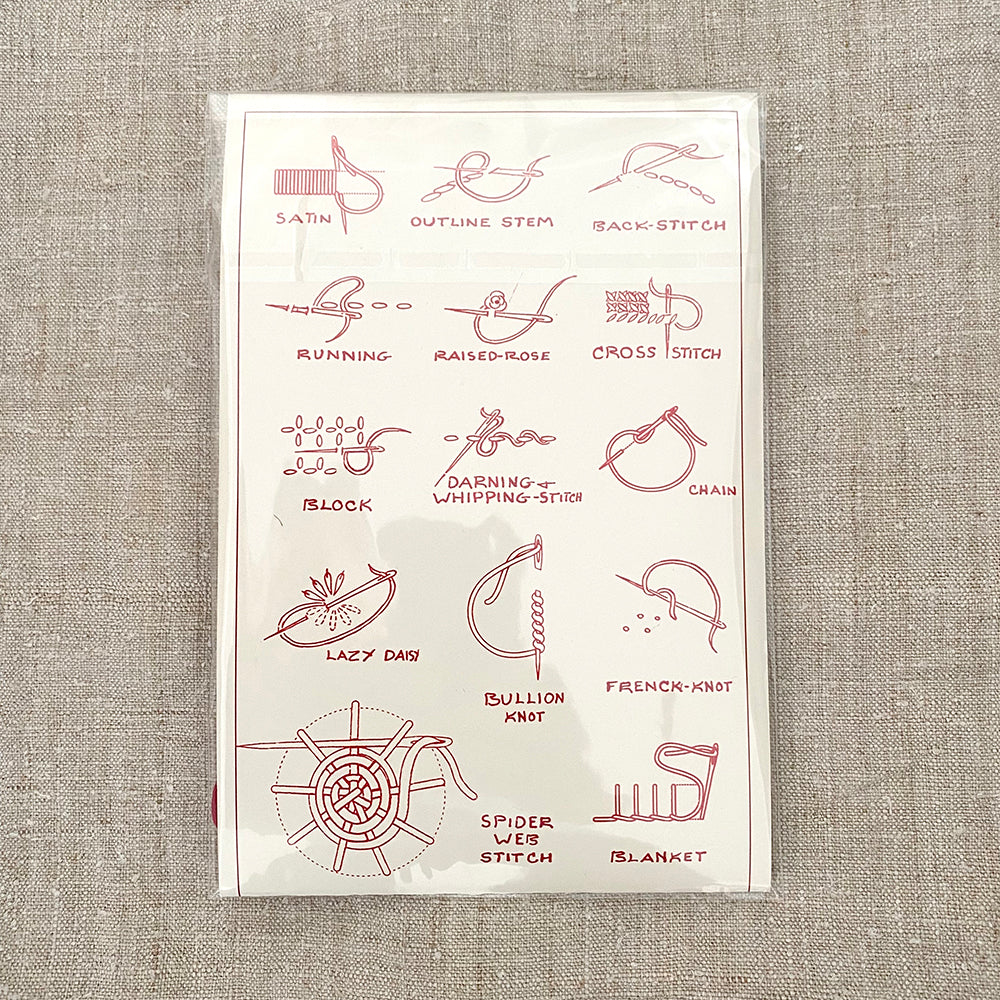 SATIN
OUTLINE STEM
BACK-STITCH
RUNNING
RAISED-ROSE
CROSS STITCH
BLOCK
DARNING &
WHIPPING-STITCH
CHAIN
LAZY DAISY
BULLION
KNOT
FRENCK-KNOT
SPIDER
WEB
STITCH
BLANKET